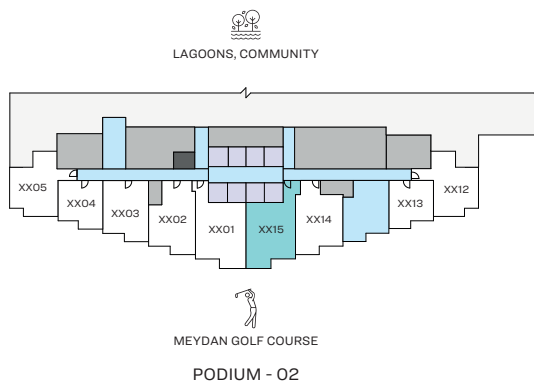 LAGOONS, COMMUNITY
XX05
XX04
XX03
XX02
XX01
XX15
XX14
XX13
XX12
MEYDAN GOLF COURSE
PODIUM - 02